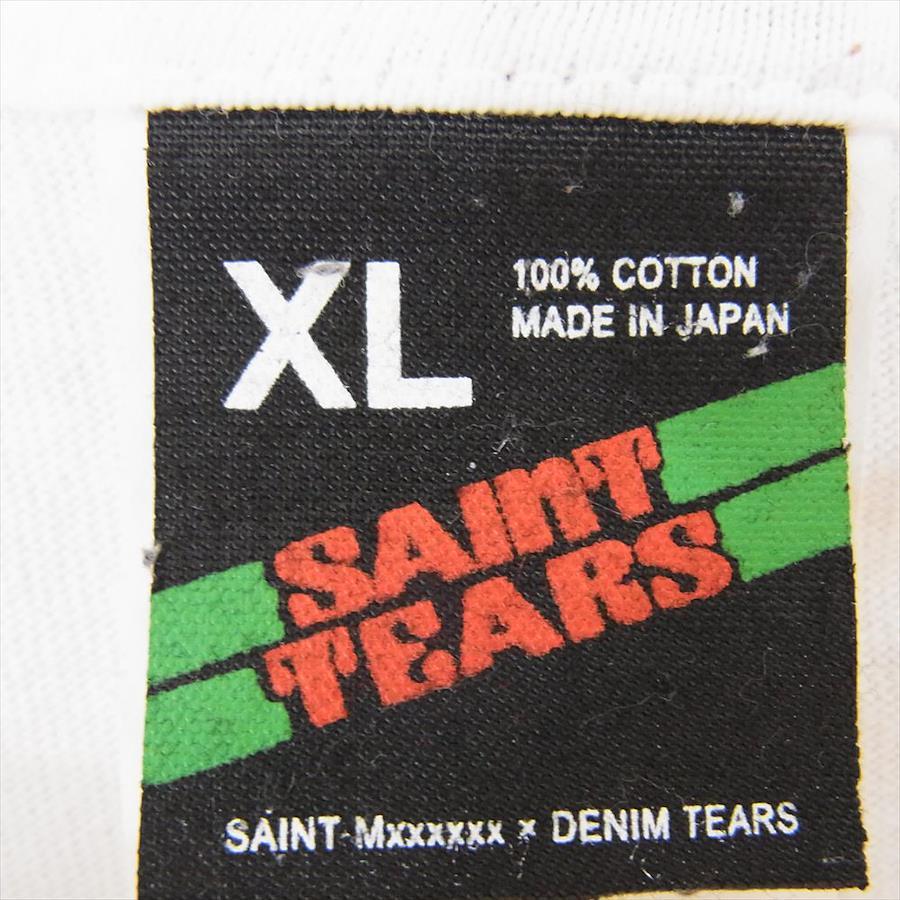 XL
100% COTTON
MADE IN JAPAN
SAINT
TEARS
SAINT Mxxxxxx × DENIM TEARS